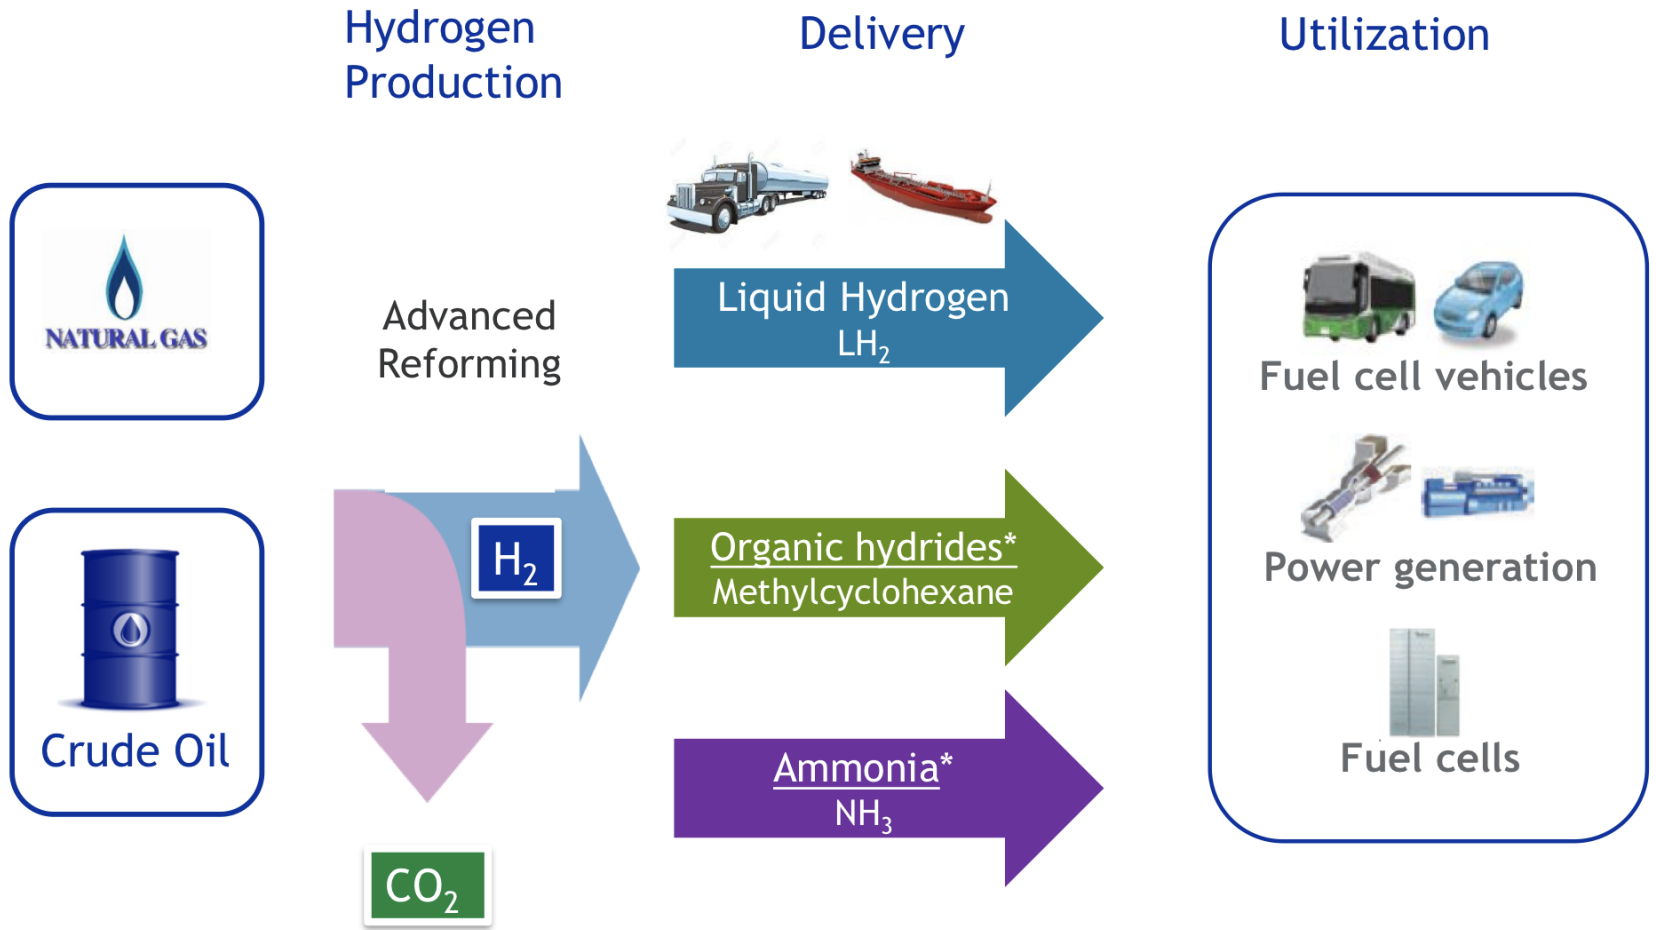 Hydrogen
Production
Delivery
Utilization
NATURAL GAS
Crude Oil
Advanced
Reforming
H₂
CO₂
Liquid Hydrogen
LH₂
Organic hydrides*
Methylcyclohexane
Ammonia*
NH₃
Fuel cell vehicles
Power generation
Fuel cells